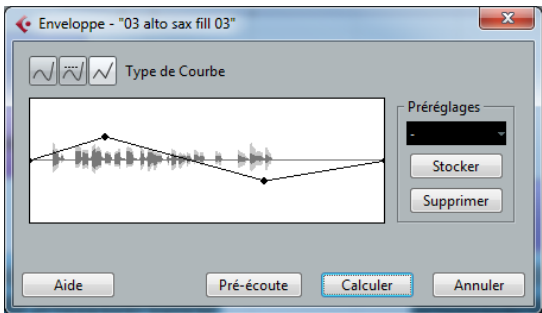 Enveloppe - "03 alto sax fill 03"
Type de Courbe
Préréglages
-
Stocker
Supprimer
Aide
Pré-écoute
Calculer
Annuler